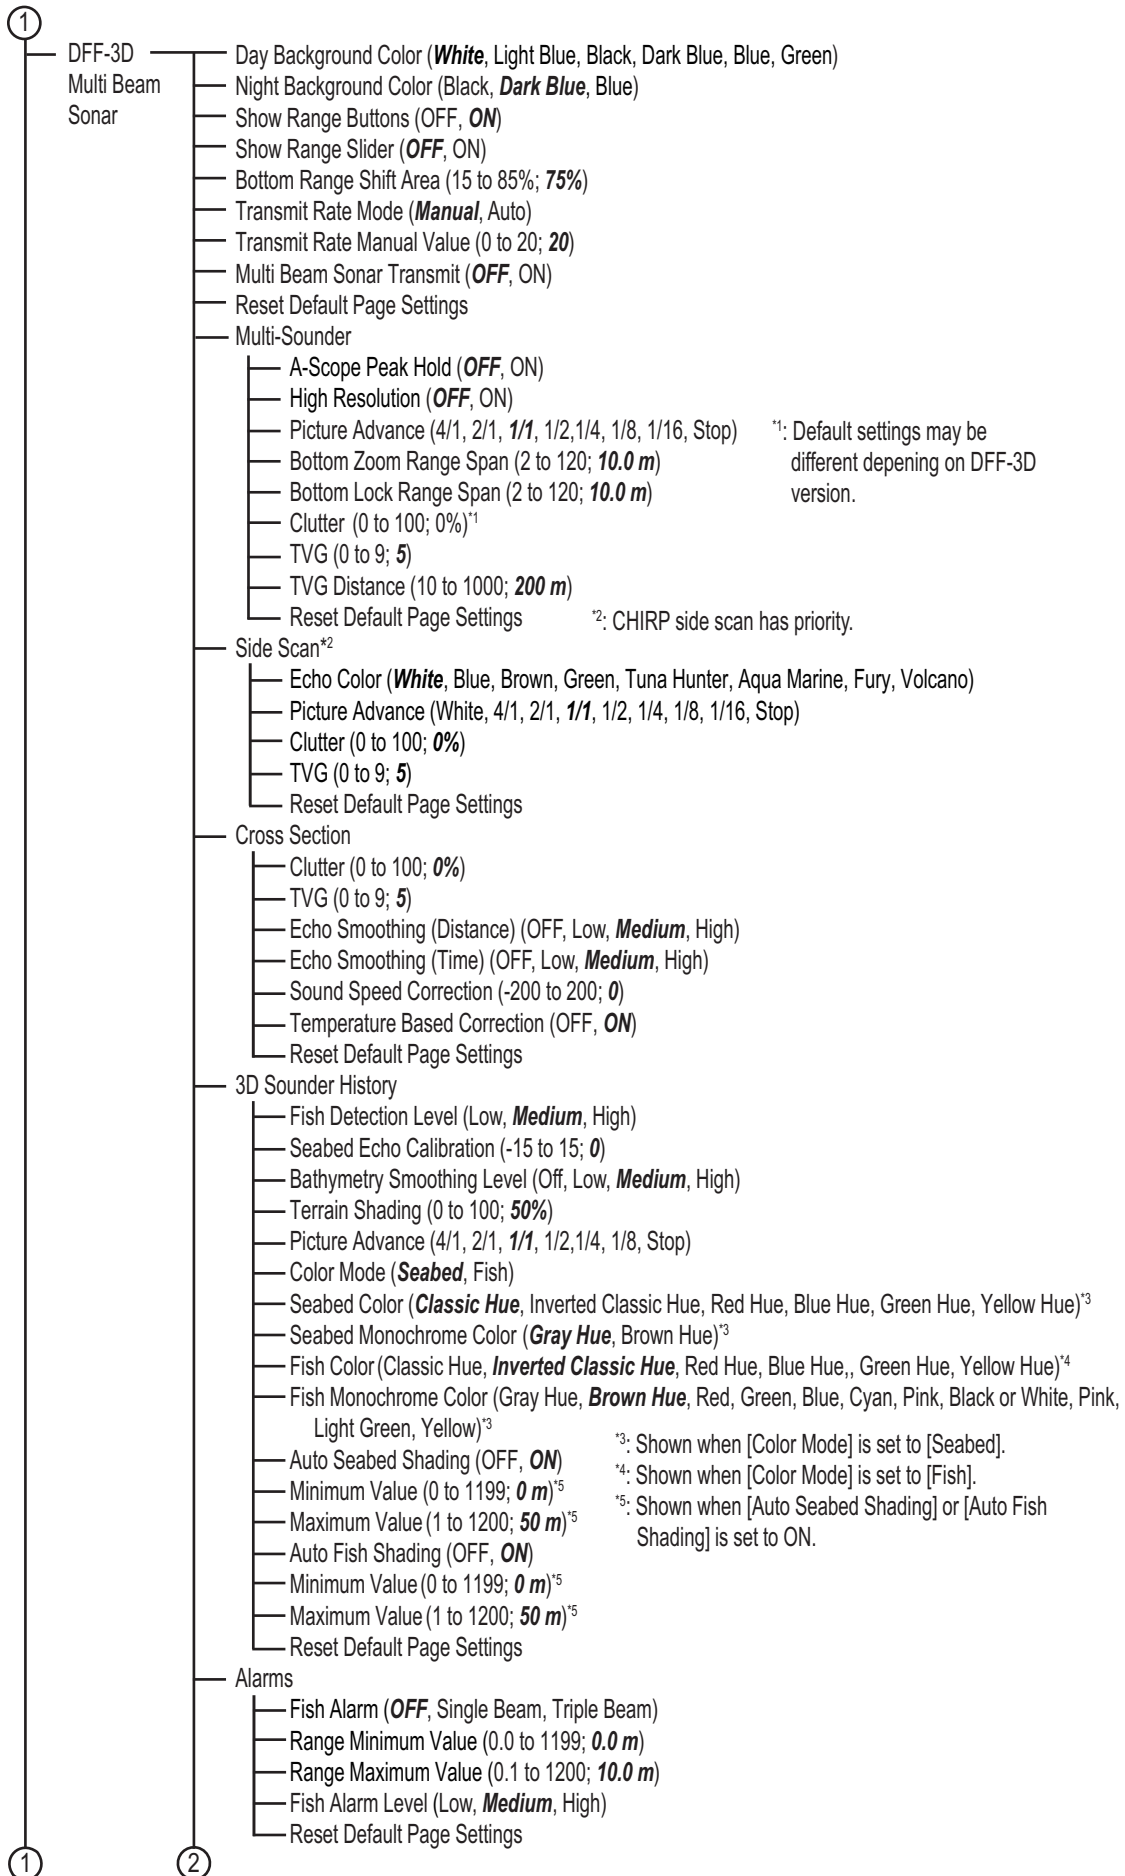 1
DFF-3D
Multi Beam
Sonar
Day Background Color (White, Light Blue, Black, Dark Blue, Blue, Green)
Night Background Color (Black, Dark Blue, Blue)
Show Range Buttons (OFF, ON)
Show Range Slider (OFF, ON)
Bottom Range Shift Area (15 to 85%; 75%)
Transmit Rate Mode (Manual, Auto)
Transmit Rate Manual Value (0 to 20; 20)
Multi Beam Sonar Transmit (OFF, ON)
Reset Default Page Settings
Multi-Sounder
A-Scope Peak Hold (OFF, ON)
High Resolution (OFF, ON)
Picture Advance (4/1, 2/1, 1/1, 1/2,1/4, 1/8, 1/16, Stop)
Bottom Zoom Range Span (2 to 120; 10.0 m)
Bottom Lock Range Span (2 to 120; 10.0 m)
Clutter (0 to 100; 0%)*1
TVG (0 to 9; 5)
TVG Distance (10 to 1000; 200 m)
Reset Default Page Settings
*1: Default settings may be
different depening on DFF-3D
version.
*2: CHIRP side scan has priority.
Side Scan*2
Echo Color (White, Blue, Brown, Green, Tuna Hunter, Aqua Marine, Fury, Volcano)
Picture Advance (White, 4/1, 2/1, 1/1, 1/2, 1/4, 1/8, 1/16, Stop)
Clutter (0 to 100; 0%)
TVG (0 to 9; 5)
Reset Default Page Settings
Cross Section
Clutter (0 to 100; 0%)
TVG (0 to 9; 5)
Echo Smoothing (Distance) (OFF, Low, Medium, High)
Echo Smoothing (Time) (OFF, Low, Medium, High)
Sound Speed Correction (-200 to 200; 0)
Temperature Based Correction (OFF, ON)
Reset Default Page Settings
3D Sounder History
Fish Detection Level (Low, Medium, High)
Seabed Echo Calibration (-15 to 15; 0)
Bathymetry Smoothing Level (Off, Low, Medium, High)
Terrain Shading (0 to 100; 50%)
Picture Advance (4/1, 2/1, 1/1, 1/2,1/4, 1/8, Stop)
Color Mode (Seabed, Fish)
Seabed Color (Classic Hue, Inverted Classic Hue, Red Hue, Blue Hue, Green Hue, Yellow Hue)*3
Seabed Monochrome Color (Gray Hue, Brown Hue)*3
Fish Color (Classic Hue, Inverted Classic Hue, Red Hue, Blue Hue,, Green Hue, Yellow Hue)*4
Fish Monochrome Color (Gray Hue, Brown Hue, Red, Green, Blue, Cyan, Pink, Black or White, Pink,
Light Green, Yellow)*3
Auto Seabed Shading (OFF, ON)
Minimum Value (0 to 1199; 0 m)*5
Maximum Value (1 to 1200; 50 m)*5
Auto Fish Shading (OFF, ON)
Minimum Value (0 to 1199; 0 m)*5
Maximum Value (1 to 1200; 50 m)*5
Reset Default Page Settings
*3: Shown when [Color Mode] is set to [Seabed].
*4: Shown when [Color Mode] is set to [Fish].
*5: Shown when [Auto Seabed Shading] or [Auto Fish
Shading] is set to ON.
Alarms
Fish Alarm (OFF, Single Beam, Triple Beam)
Range Minimum Value (0.0 to 1199; 0.0 m)
Range Maximum Value (0.1 to 1200; 10.0 m)
Fish Alarm Level (Low, Medium, High)
Reset Default Page Settings
1
2